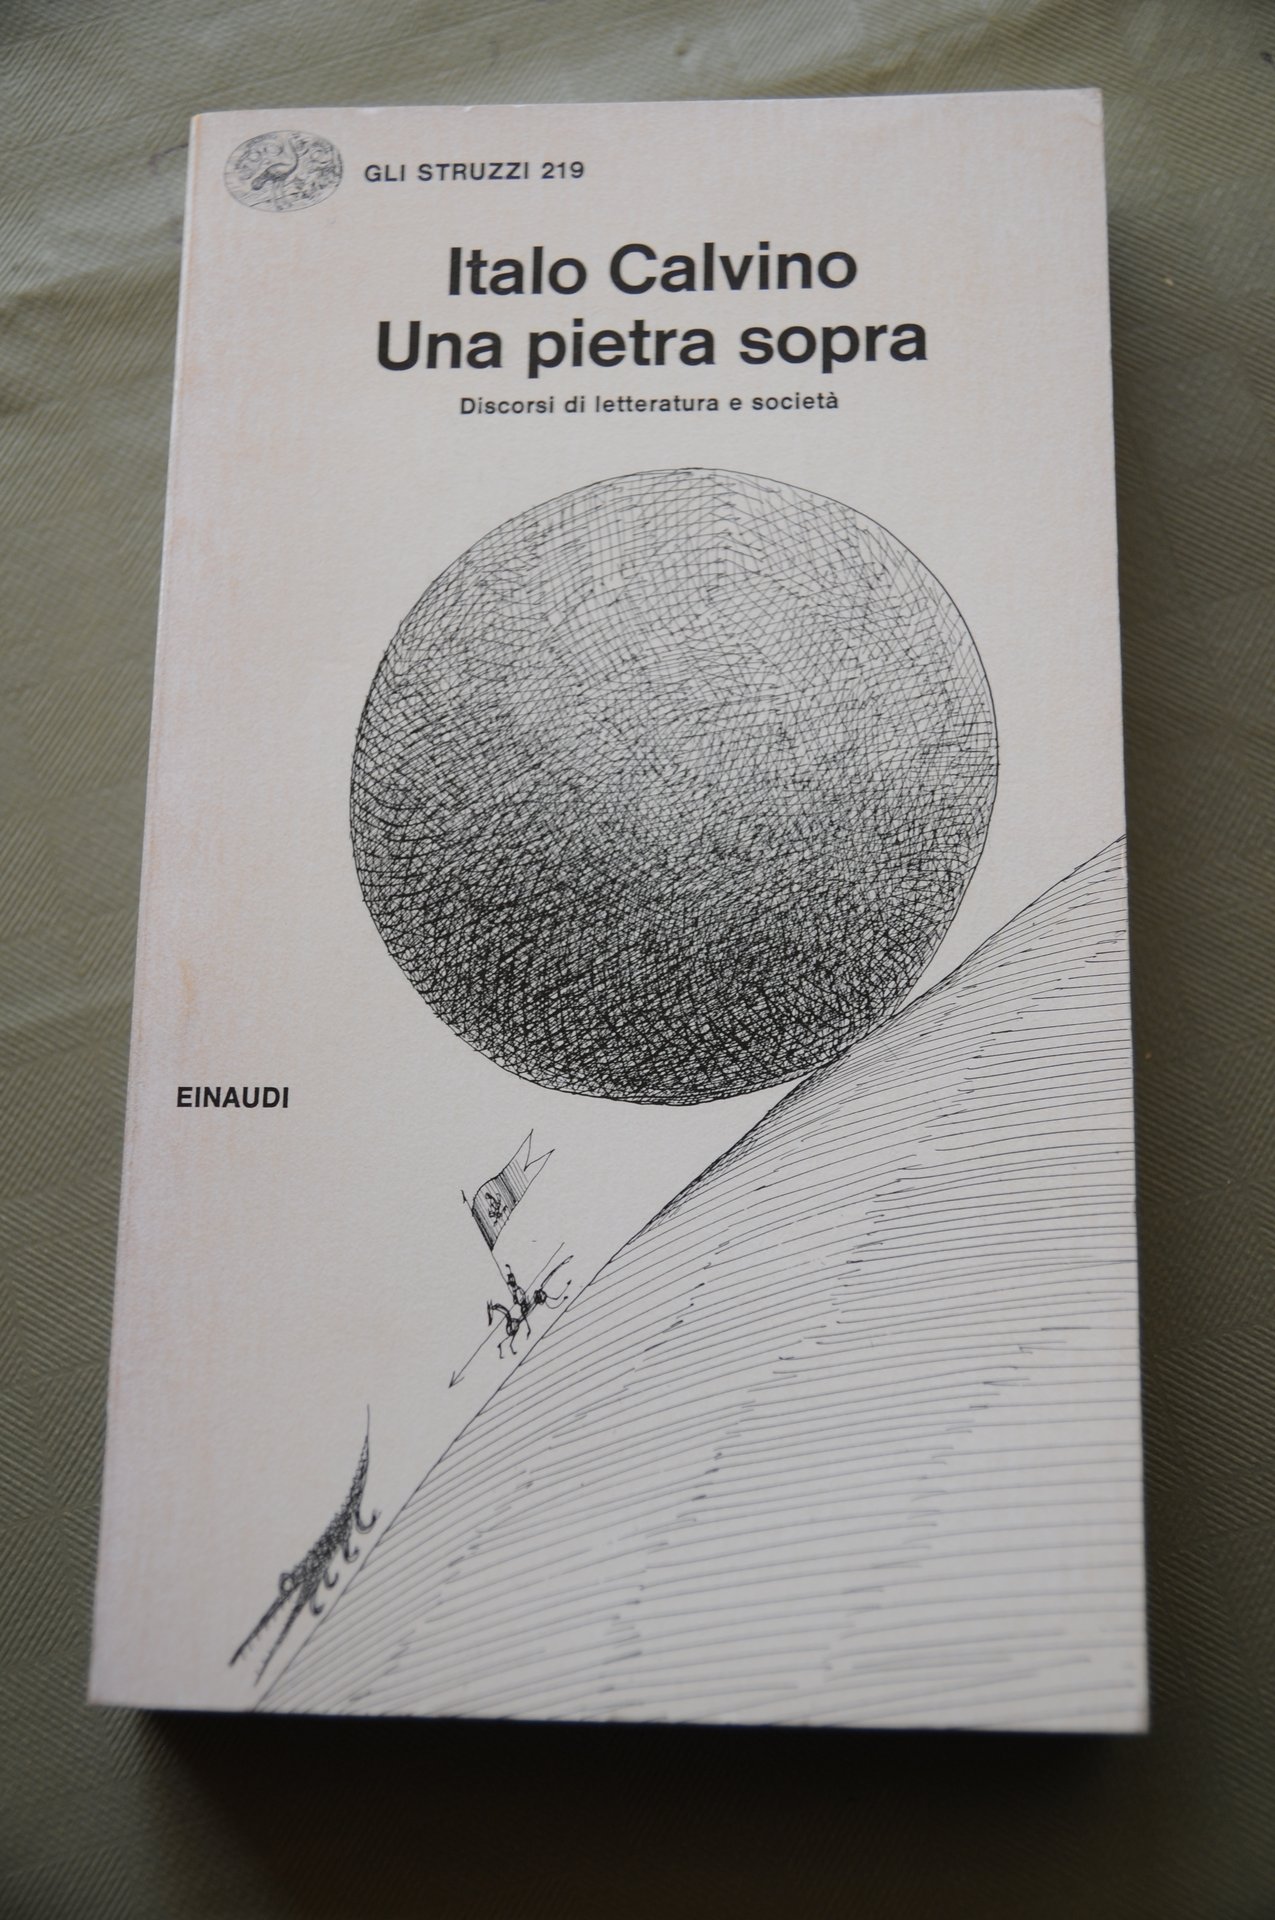 GLI STRUZZI 219
Italo Calvino
Una pietra sopra
Discorsi di letteratura e società
EINAUDI